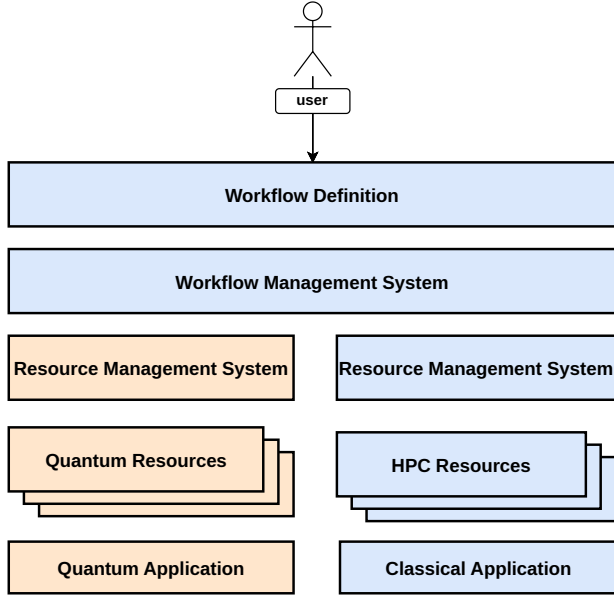 user
Workflow Definition
Workflow Management System
Resource Management System
Resource Management System
Quantum Resources
HPC Resources
Quantum Application
Classical Application